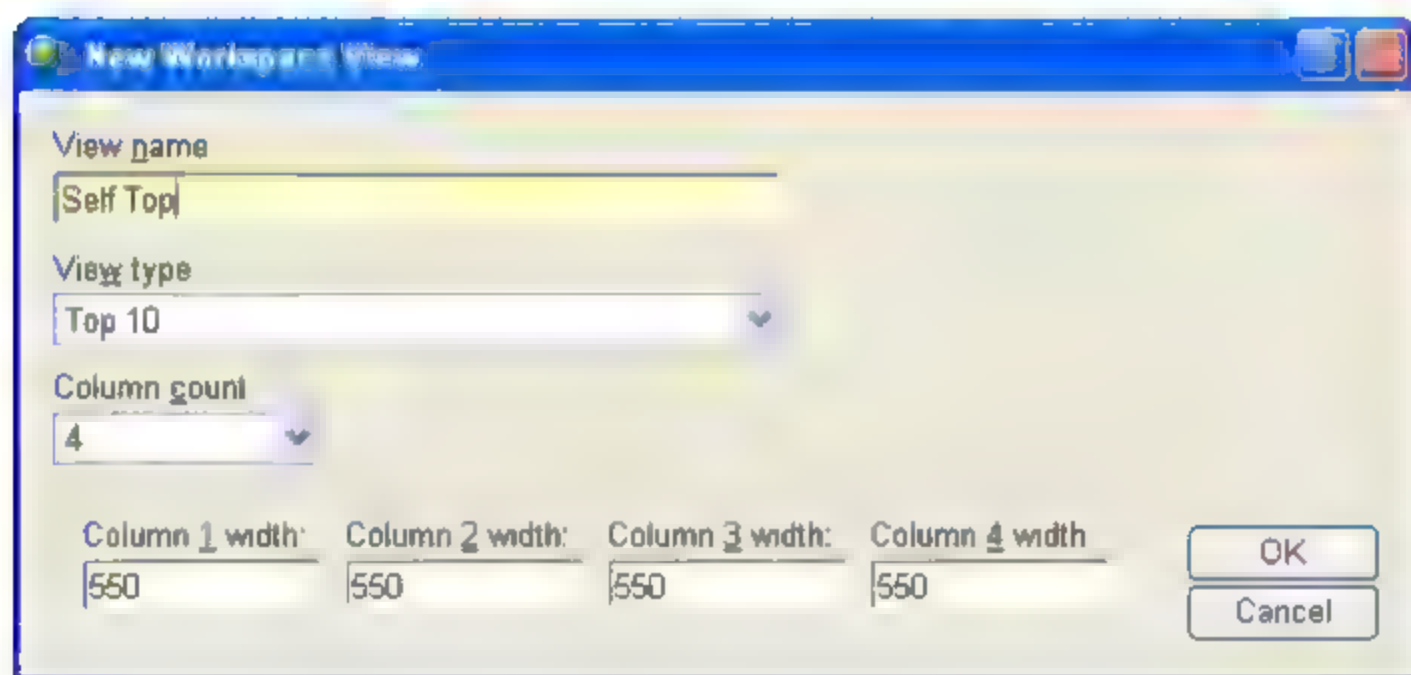 New Workspace View
View name
Self Top
View type
Top 10
Column count
4
Column 1 width: Column 2 width: Column 3 width: Column 4 width
550 550 550 550
OK
Cancel